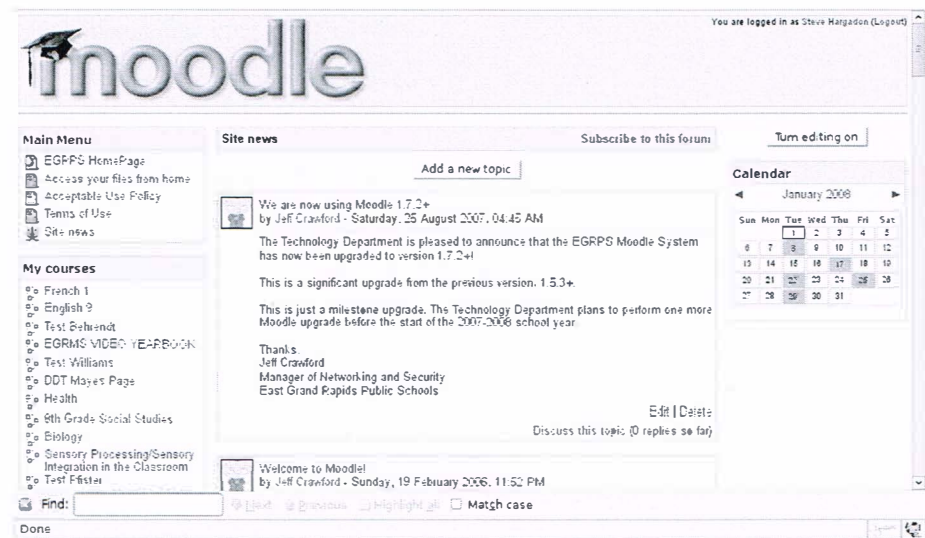 You are logged in as Steve Hargadon (Logout)
moodle
Main Menu
EGRPS HomePage
Access your files from home
Acceptable Use Policy
Terms of Use
Site news
My courses
French 1
English 9
Test Behrendt
EGRMS VIDEO YEARBOOK
Test Williams
DDT Mayes Page
Health
8th Grade Social Studies
Biology
Sensory Processing/Sensory
Integration in the Classroom
Test Pfister
Site news Subscribe to this forum
Add a new topic
We are now using Moodle 1.7.2+
by Jeff Crawford - Saturday, 25 August 2007, 04:45 AM
The Technology Department is pleased to announce that the EGRPS Moodle System
has now been upgraded to version 1.7.2+!
This is a significant upgrade from the previous version, 1.5.3+.
This is just a milestone upgrade. The Technology Department plans to perform one more
Moodle upgrade before the start of the 2007-2008 school year.
Thanks,
Jeff Crawford
Manager of Networking and Security
East Grand Rapids Public Schools
Edit | Delete
Discuss this topic (0 replies so far)
Welcome to Moodle!
by Jeff Crawford - Sunday, 19 February 2006, 11:52 PM
Turn editing on
Calendar
◄ January 2008 ►
Sun Mon Tue Wed Thu Fri Sat
1 2 3 4 5
6 7 8 9 10 11 12
13 14 15 16 17 18 19
20 21 22 23 24 25 26
27 28 29 30 31
Find: Next Previous Highlight all Match case
Done